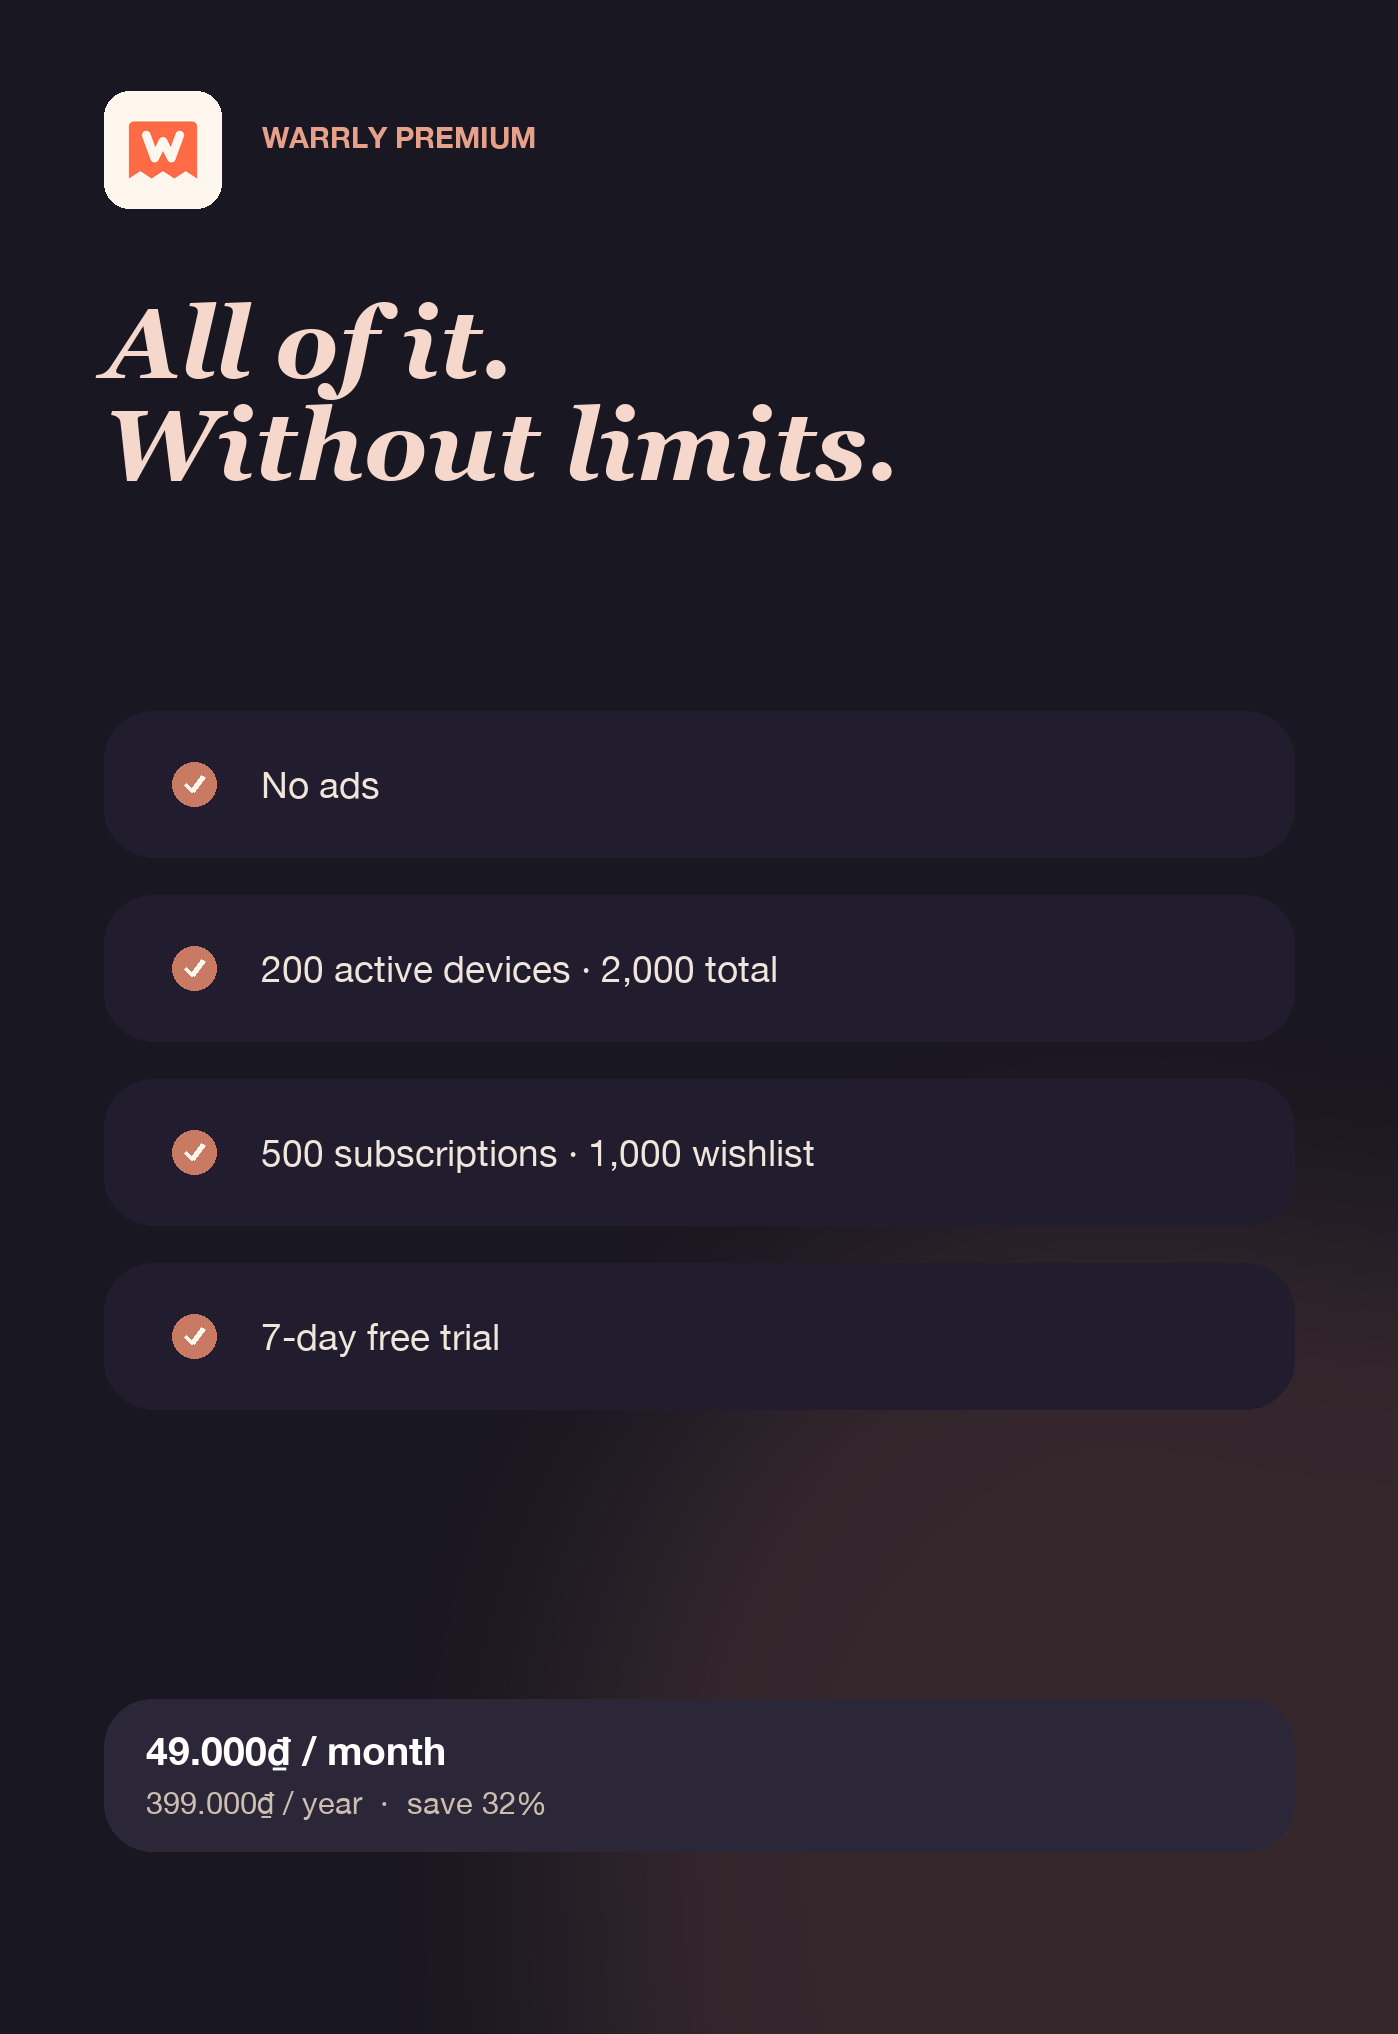 W
WARRLY PREMIUM
All of it.
Without limits.
No ads
200 active devices · 2,000 total
500 subscriptions · 1,000 wishlist
7-day free trial
49.000₫ / month
399.000₫ / year · save 32%